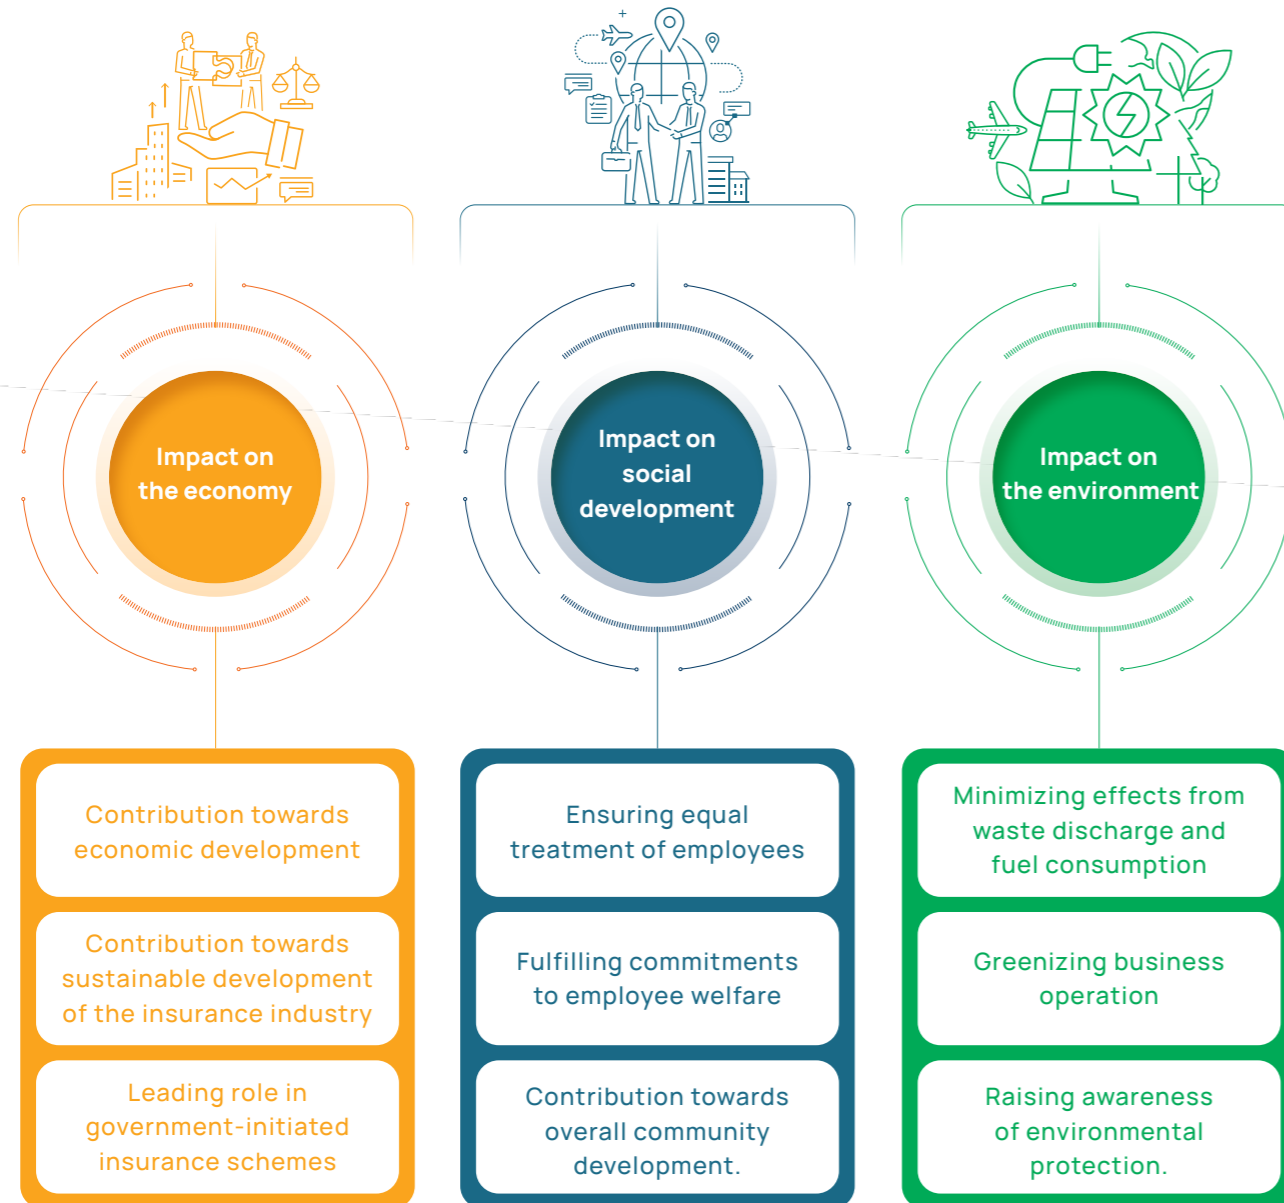 Impact on
the economy
Contribution towards
economic development
Contribution towards
sustainable development
of the insurance industry
Leading role in
government-initiated
insurance schemes
Impact on
social
development
Ensuring equal
treatment of employees
Fulfilling commitments
to employee welfare
Contribution towards
overall community
development.
Impact on
the environment
Minimizing effects from
waste discharge and
fuel consumption
Greenizing business
operation
Raising awareness
of environmental
protection.